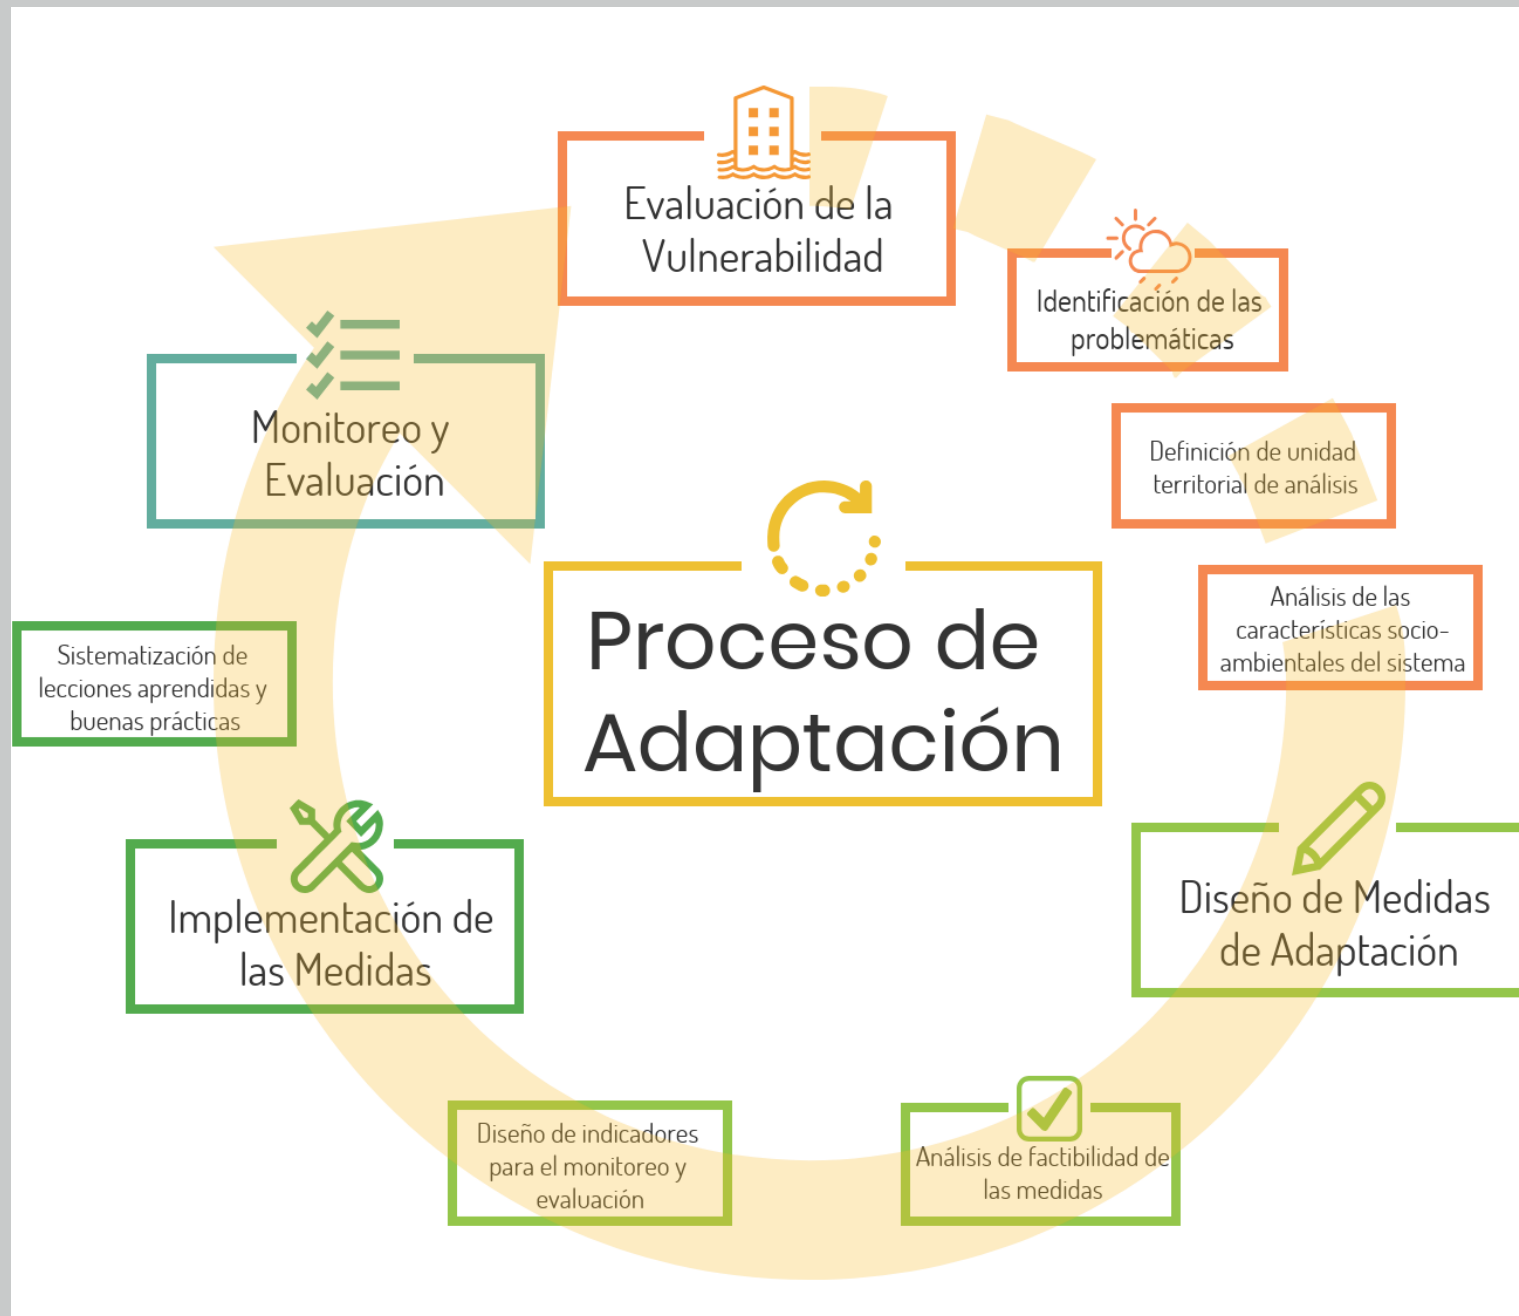 Evaluación de la
Vulnerabilidad
Identificación de las
problemáticas
Definición de unidad
territorial de análisis
Análisis de las
características socio-
ambientales del sistema
Diseño de Medidas
de Adaptación
Análisis de factibilidad de
las medidas
Diseño de indicadores
para el monitoreo y
evaluación
Implementación de
las Medidas
Sistematización de
lecciones aprendidas y
buenas prácticas
Monitoreo y
Evaluación
Proceso de
Adaptación